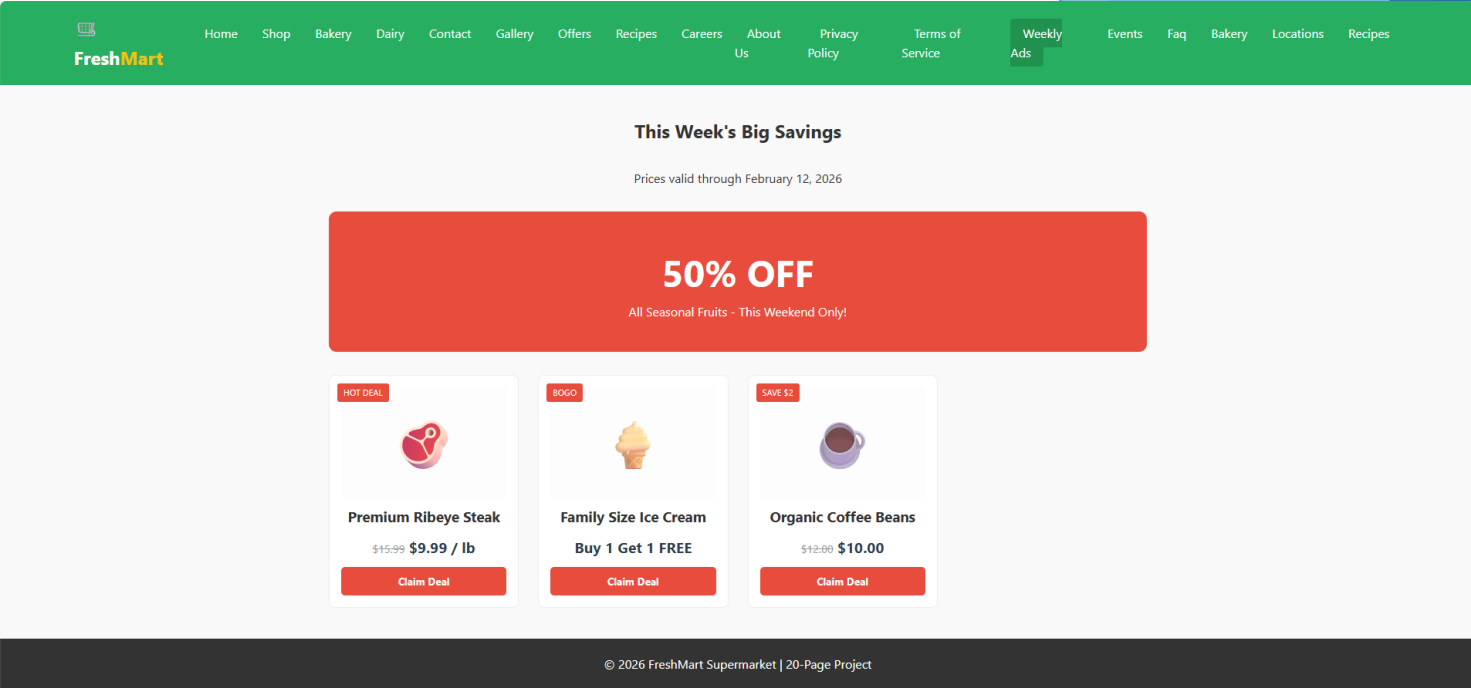 FreshMart
Home Shop Bakery Dairy Contact Gallery Offers Recipes Careers About Us Privacy Policy Terms of Service Weekly Ads Events Faq Bakery Locations Recipes
This Week's Big Savings
Prices valid through February 12, 2026
50% OFF
All Seasonal Fruits - This Weekend Only!
HOT DEAL
Premium Ribeye Steak
$15.99 $9.99 / lb
Claim Deal
BOGO
Family Size Ice Cream
Buy 1 Get 1 FREE
Claim Deal
SAVE $2
Organic Coffee Beans
$12.00 $10.00
Claim Deal
© 2026 FreshMart Supermarket | 20-Page Project